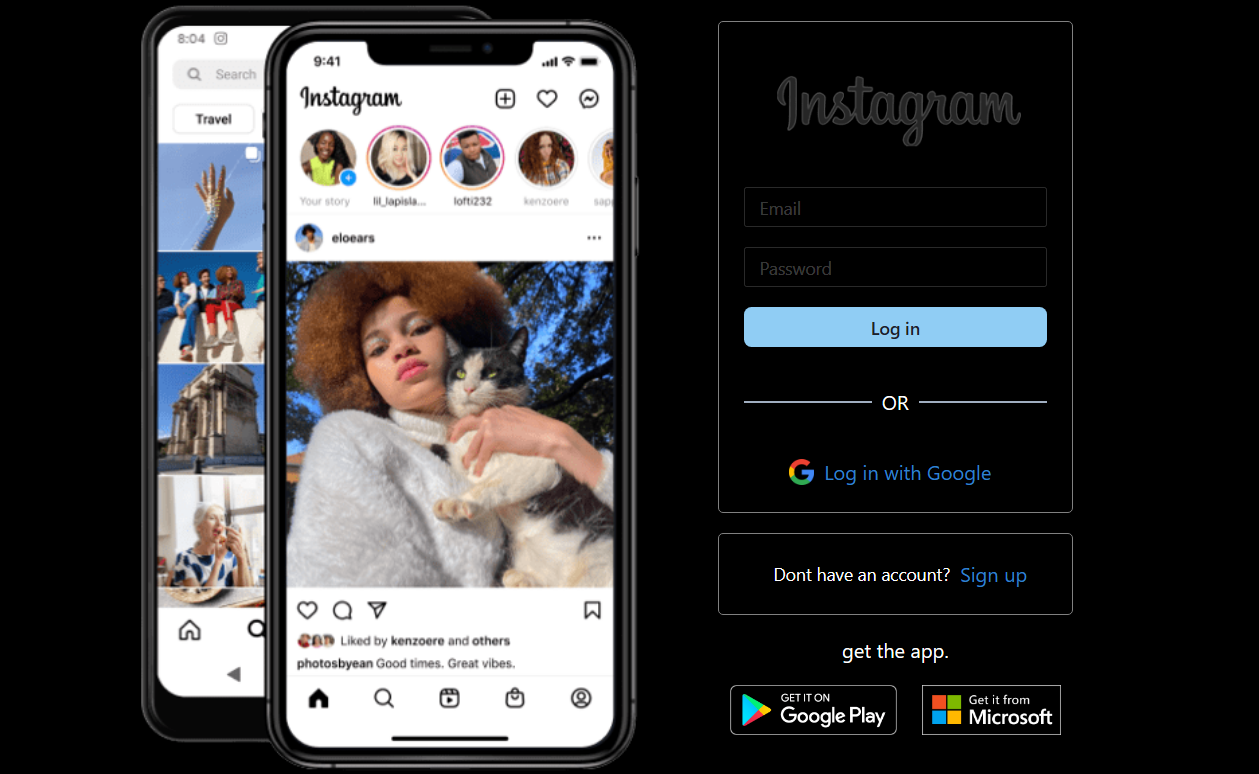 8:04
Search
Travel
9:41
Instagram
Your story
lil_lapisla...
lofti232
kenzoere
sapp
eloears
Liked by kenzoere and others
photosbyean Good times. Great vibes.
Instagram
Email
Password
Log in
OR
Log in with Google
Dont have an account? Sign up
get the app.
GET IT ON
Google Play
Get it from
Microsoft